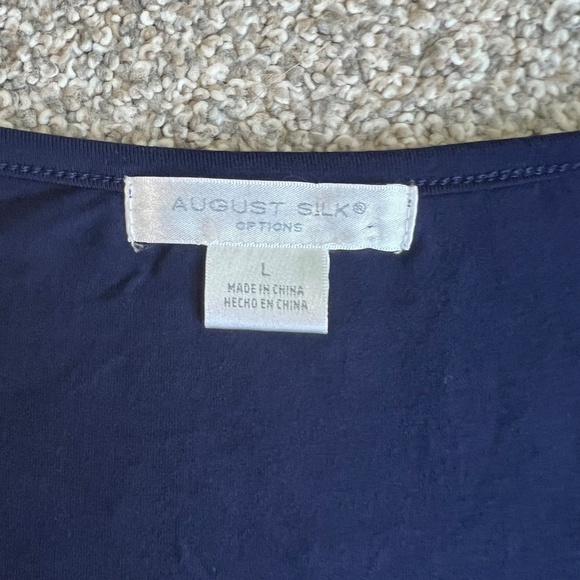 AUGUST SILK®
OPTIONS
L
MADE IN CHINA
HECHO EN CHINA